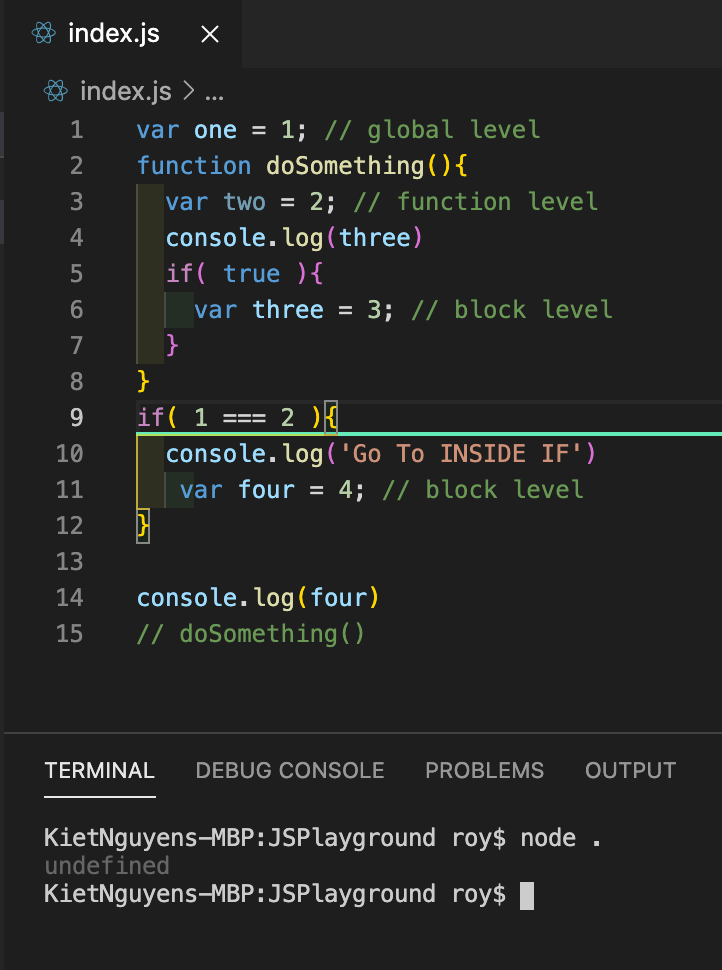 index.js
index.js > ...
1 var one = 1; // global level
2 function doSomething(){
3 var two = 2; // function level
4 console.log(three)
5 if( true ){
6 var three = 3; // block level
7 }
8 }
9 if( 1 === 2 ){
10 console.log('Go To INSIDE IF')
11 var four = 4; // block level
12 }
13
14 console.log(four)
15 // doSomething()
TERMINAL DEBUG CONSOLE PROBLEMS OUTPUT
KietNguyens-MBP:JSPlayground roy$ node .
undefined
KietNguyens-MBP:JSPlayground roy$